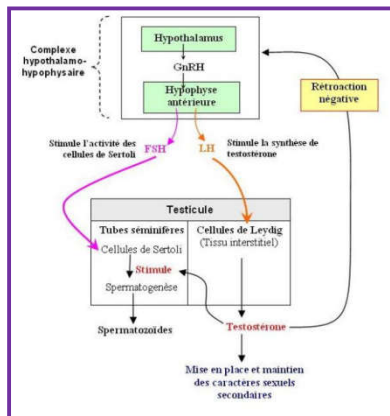 Complexe
hypothalamo-
hypophysaire
Hypothalamus
GnRH
Hypophyse
antérieure
Rétroaction
négative
Stimule l'activité des
cellules de Sertoli
FSH
LH
Stimule la synthèse de
testostérone
Testicule
Tubes séminifères
Cellules de Sertoli
Stimule
Spermatogenèse
Cellules de Leydig
(Tissu interstitiel)
Spermatozoïdes
Testostérone
Mise en place et maintien
des caractères sexuels
secondaires